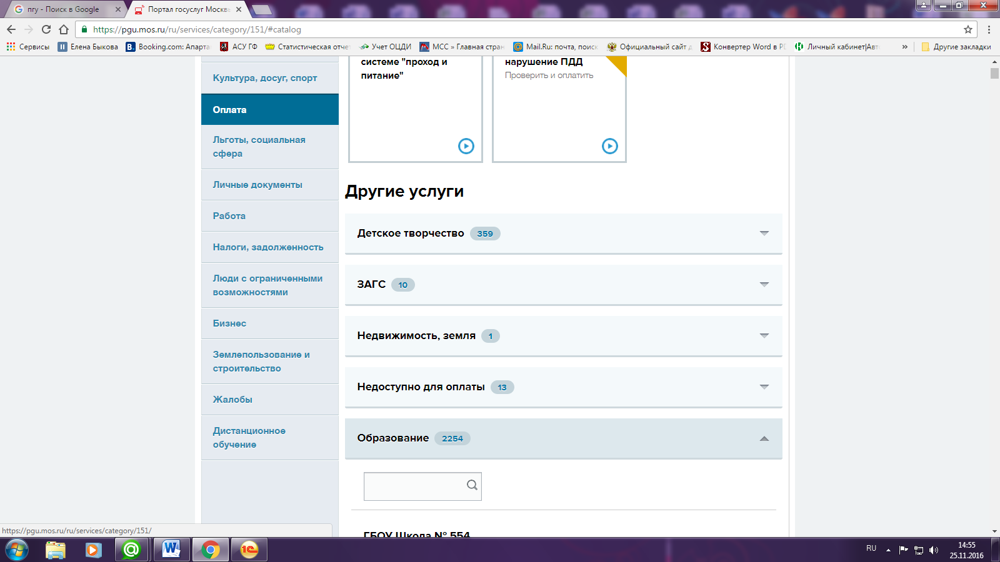 пгу - Поиск в Google
Портал госуслуг Москвы
https://pgu.mos.ru/ru/services/category/151/#catalog
Сервисы
Елена Быкова
Booking.com: Апарта
АСУ ГФ
Статистическая отчет
Учет ОЦДИ
МСС » Главная стран
Mail.Ru: почта, поиск
Официальный сайт д
Конвертер Word в PD
Личный кабинет|Авто
»
Другие закладки
Культура, досуг, спорт
Оплата
Льготы, социальная
сфера
Личные документы
Работа
Налоги, задолженность
Люди с ограниченными
возможностями
Бизнес
Землепользование и
строительство
Жалобы
Дистанционное
обучение
системе "проход и
питание"
нарушение ПДД
Проверить и оплатить
Другие услуги
Детское творчество 359
ЗАГС 10
Недвижимость, земля 1
Недоступно для оплаты 13
Образование 2254
ГБОУ Школа № 554
https://pgu.mos.ru/ru/services/category/151/
RU
14:55
25.11.2016